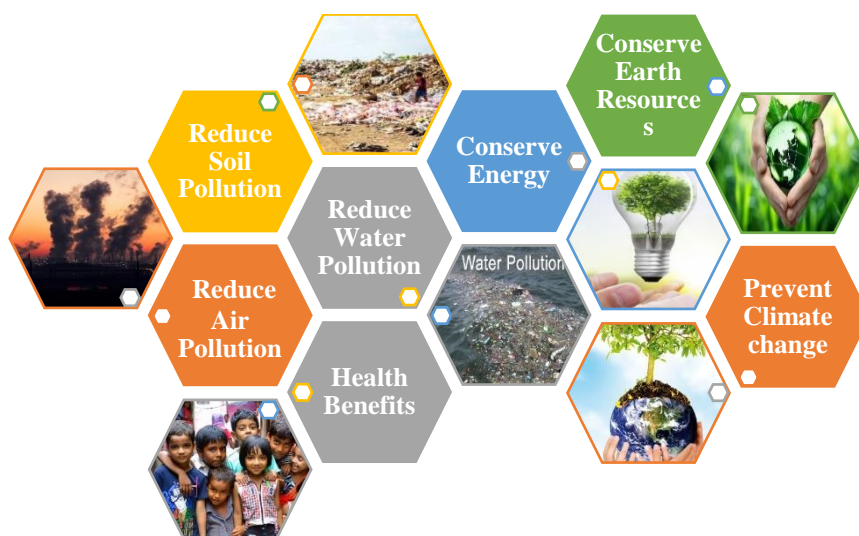 Conserve
Earth
Resource
s
Reduce
Soil
Pollution
Conserve
Energy
Reduce
Water
Pollution
Water Pollution
Reduce
Air
Pollution
Prevent
Climate
change
Health
Benefits